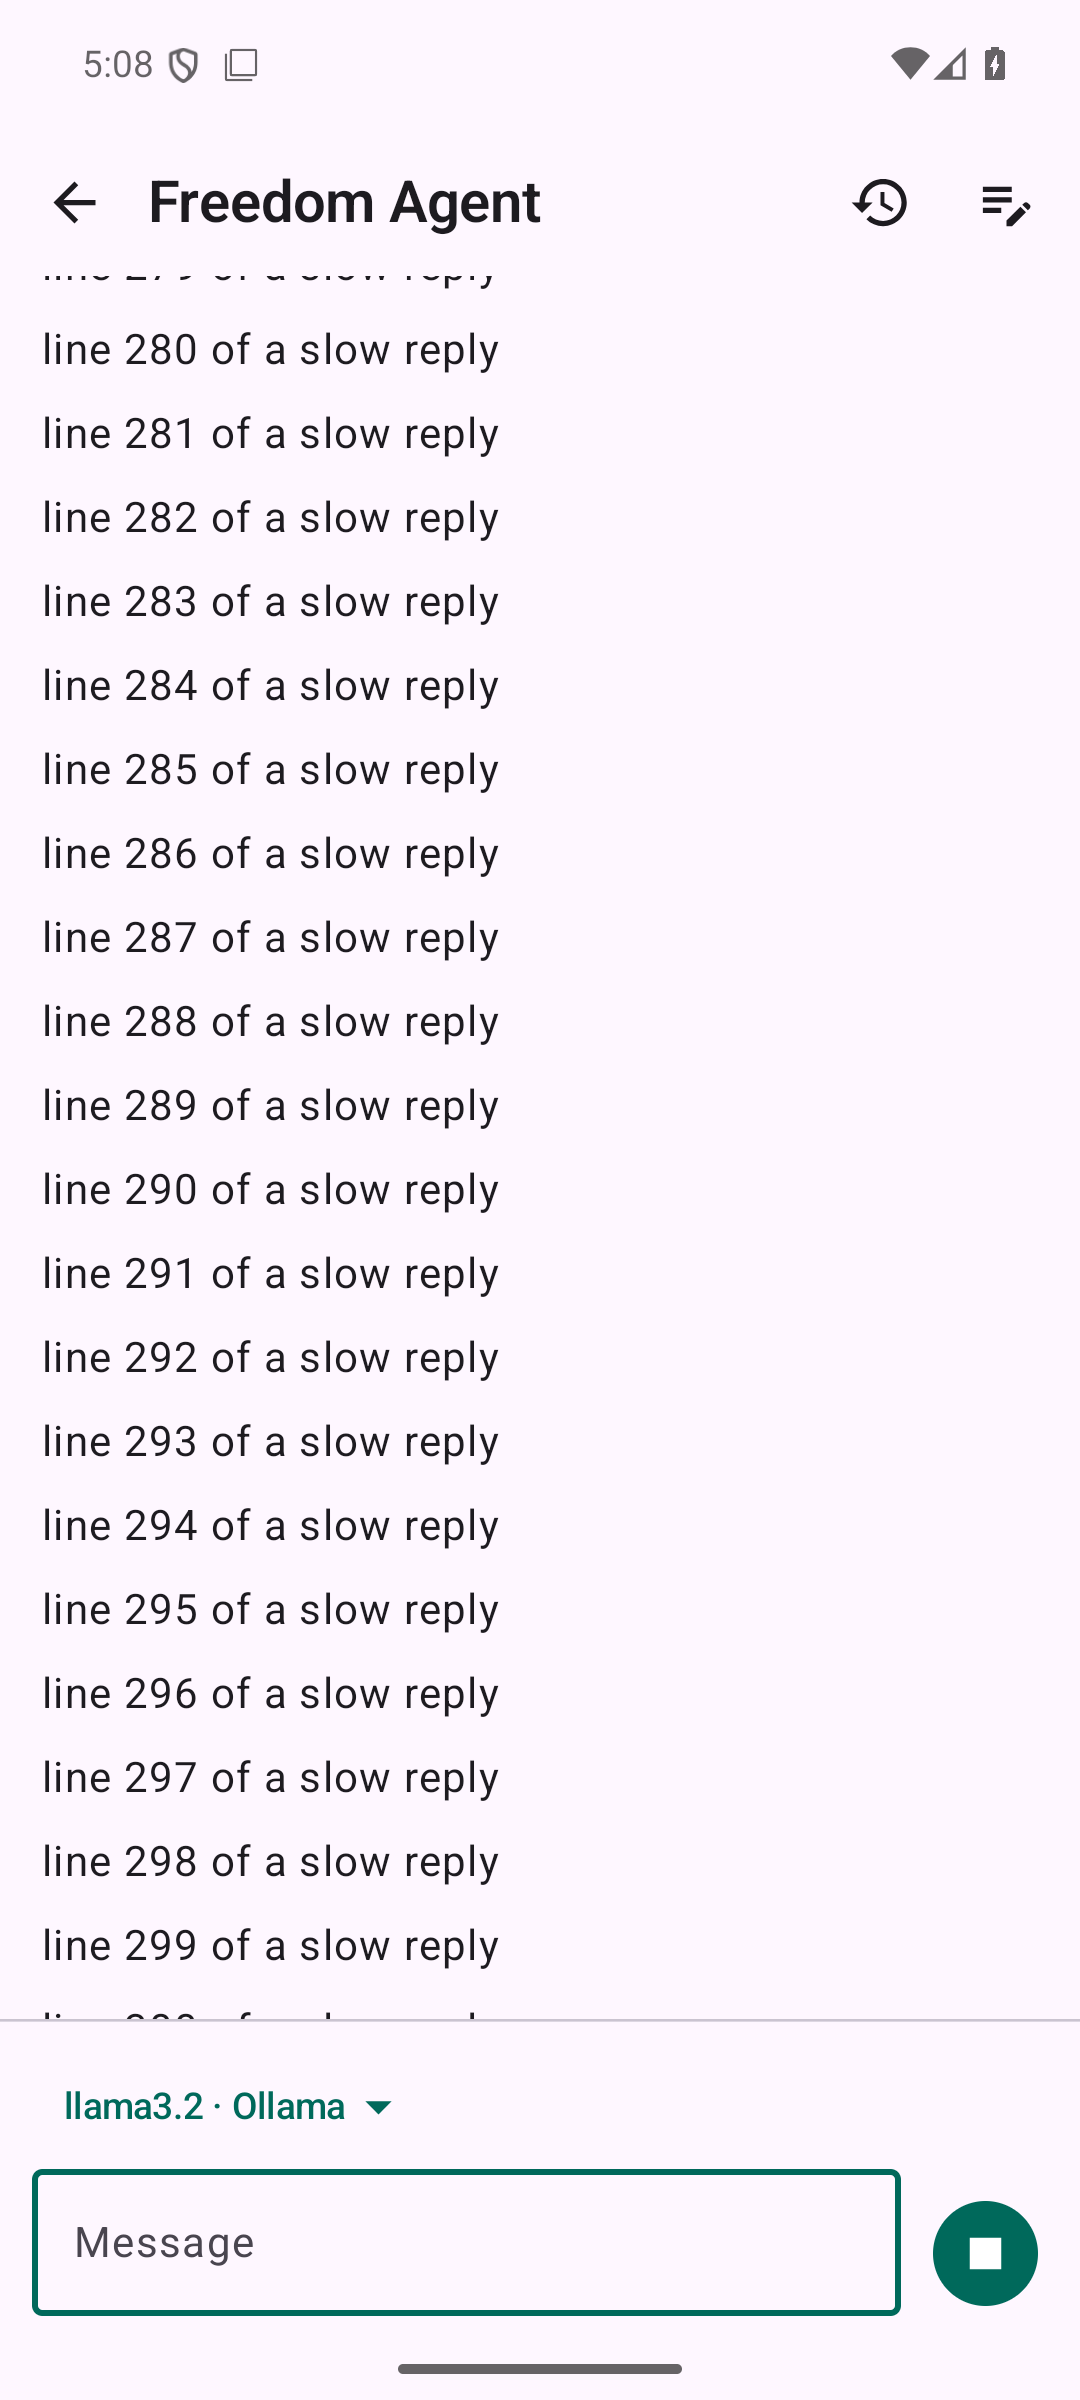 5:08
Freedom Agent
line 279 of a slow reply
line 280 of a slow reply
line 281 of a slow reply
line 282 of a slow reply
line 283 of a slow reply
line 284 of a slow reply
line 285 of a slow reply
line 286 of a slow reply
line 287 of a slow reply
line 288 of a slow reply
line 289 of a slow reply
line 290 of a slow reply
line 291 of a slow reply
line 292 of a slow reply
line 293 of a slow reply
line 294 of a slow reply
line 295 of a slow reply
line 296 of a slow reply
line 297 of a slow reply
line 298 of a slow reply
line 299 of a slow reply
llama3.2 · Ollama
Message